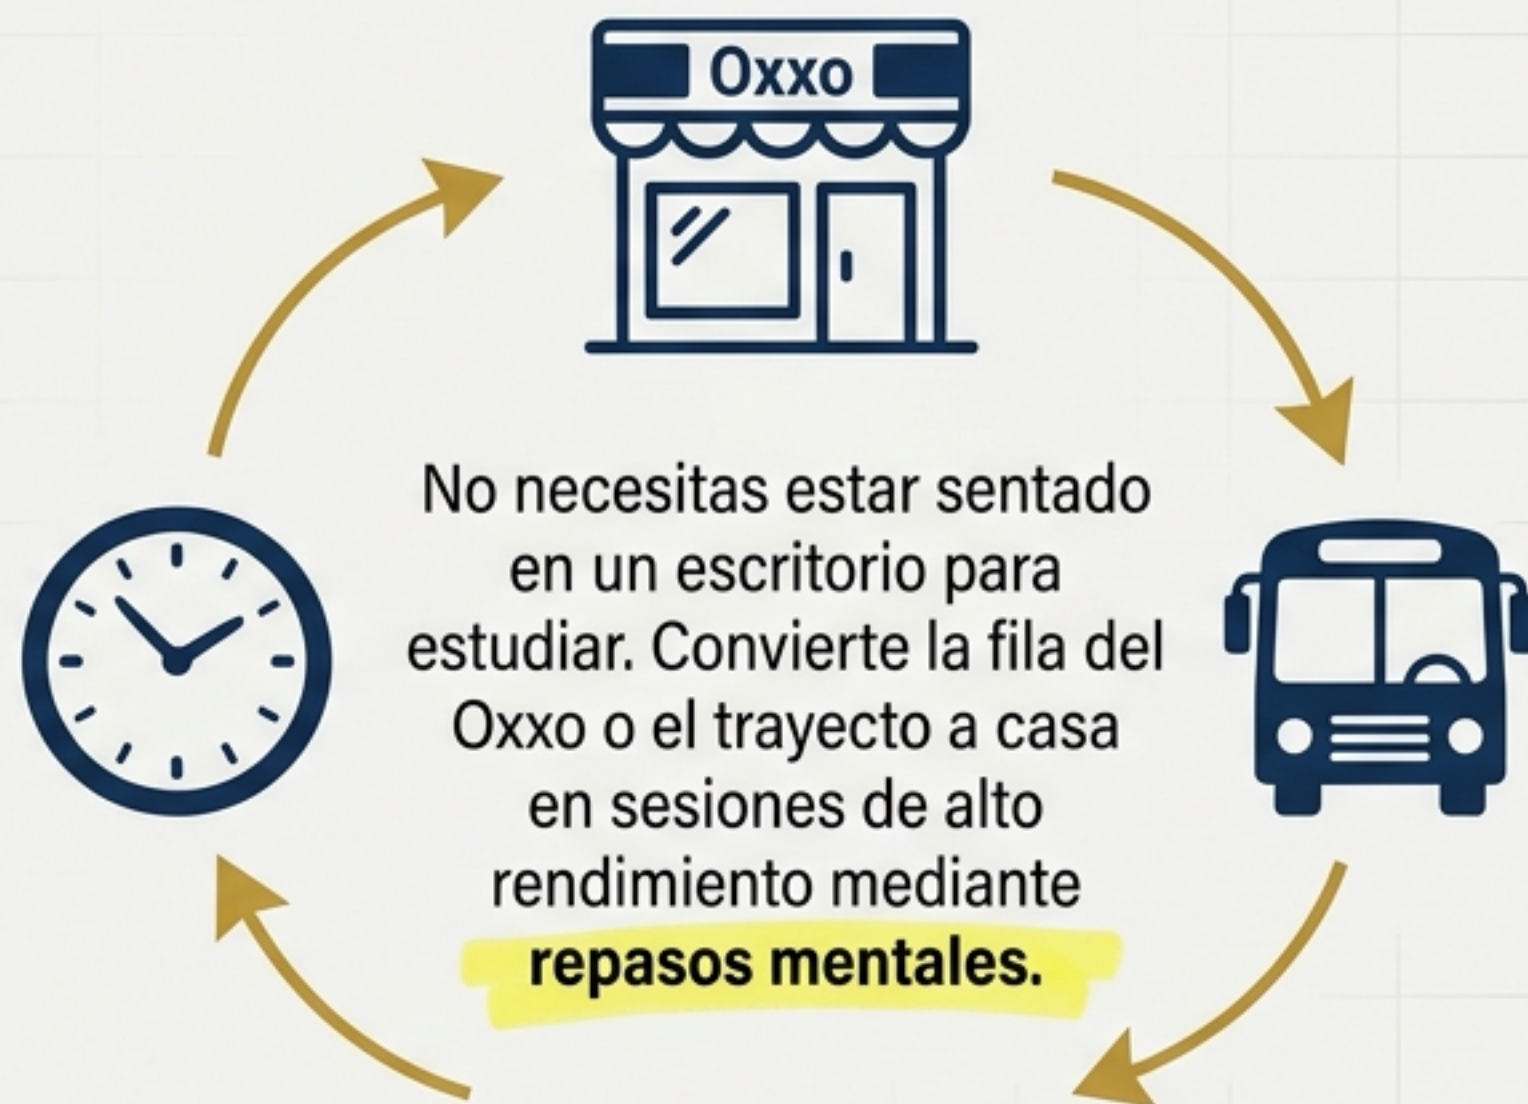 Oxxo
No necesitas estar sentado
en un escritorio para
estudiar. Convierte la fila del
Oxxo o el trayecto a casa
en sesiones de alto
rendimiento mediante
repasos mentales.